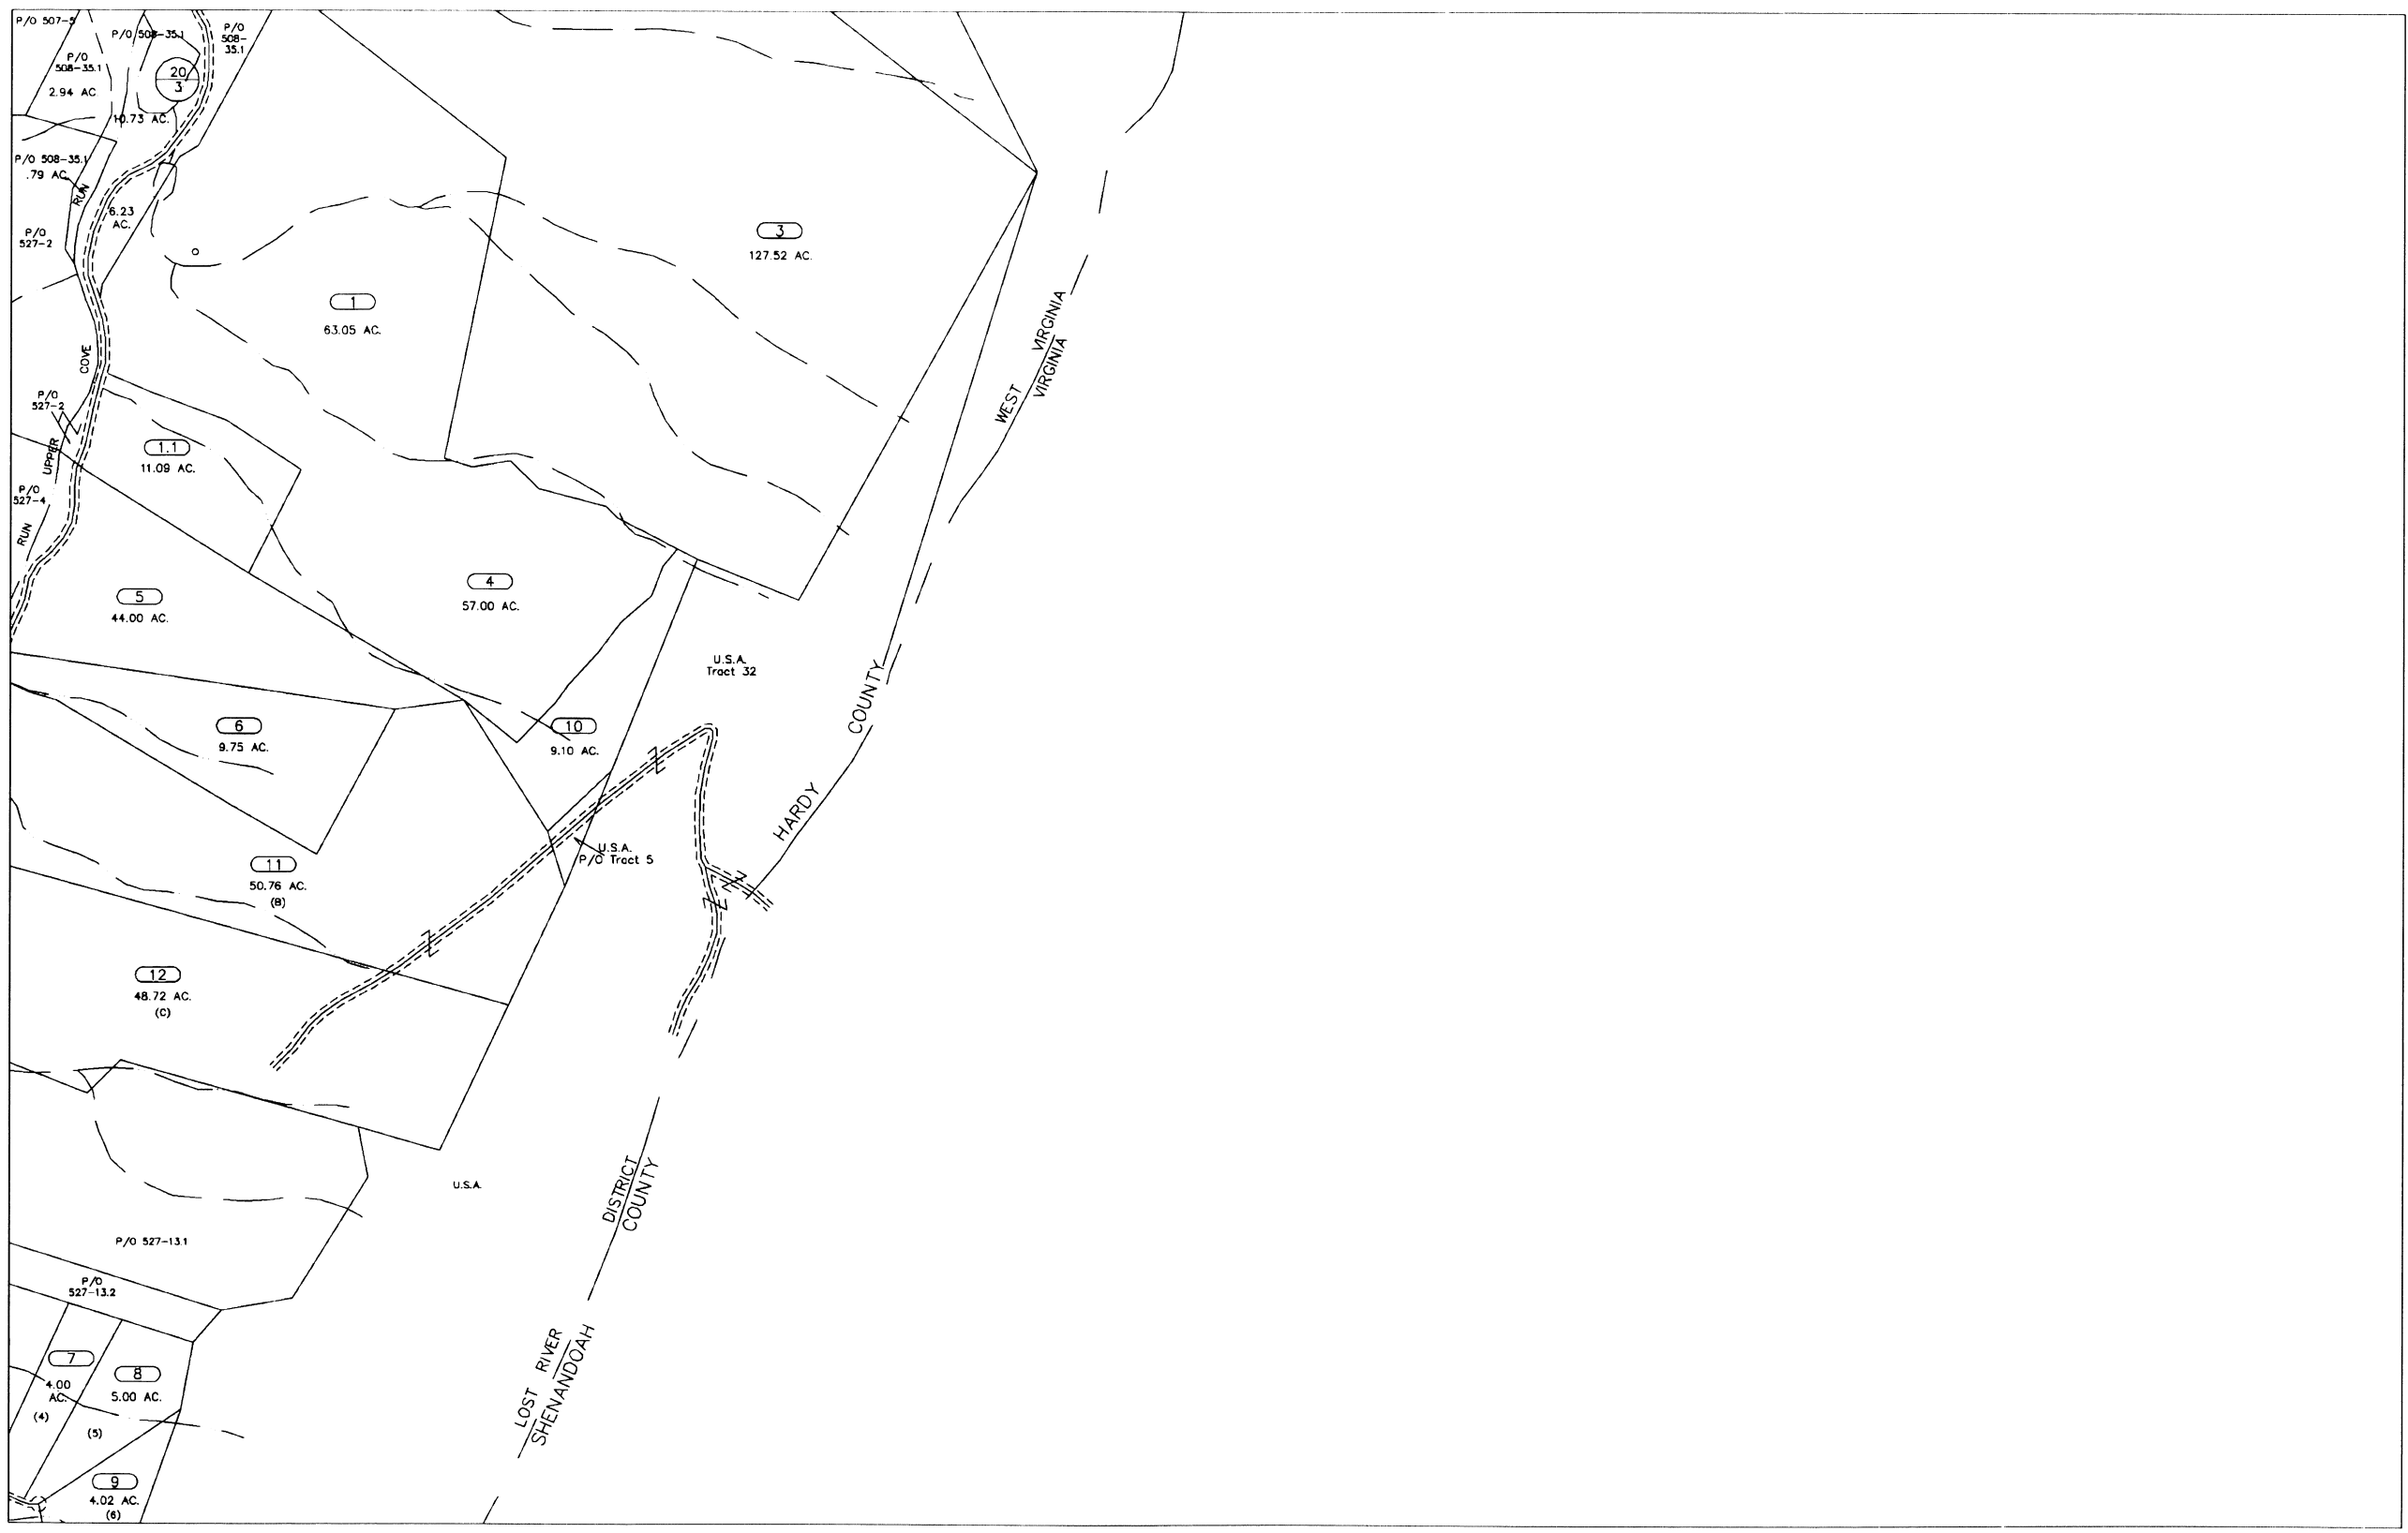 P/O 507-5
P/O 508-35.1
P/O
508-
35.1
P/O
508-35.1
2.94 AC
20
3
10.73 AC.
P/O 508-35.1
.79 AC.
RUN
6.23
AC.
P/O
527-2
3
127.52 AC.
1
63.05 AC.
COVE
WEST VIRGINIA
VIRGINIA
P/O
527-2
UPPER
1.1
11.09 AC.
P/O
527-4
RUN
4
57.00 AC.
5
44.00 AC.
U.S.A.
Tract 32
HARDY COUNTY
6
9.75 AC.
10
9.10 AC.
U.S.A.
P/O Tract 5
11
50.76 AC.
(B)
12
48.72 AC.
(C)
U.S.A.
LOST RIVER DISTRICT
SHENANDOAH COUNTY
P/O 527-13.1
P/O
527-13.2
7
4.00
AC.
(4)
8
5.00 AC.
(5)
9
4.02 AC.
(6)